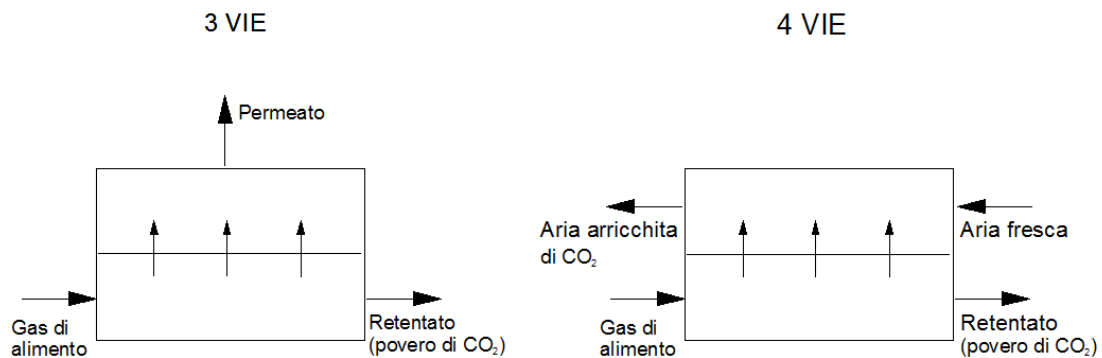 3 VIE
4 VIE
Permeato
Gas di
alimento
Retentato
(povero di CO₂)
Aria arricchita
di CO₂
Aria fresca
Gas di
alimento
Retentato
(povero di CO₂)